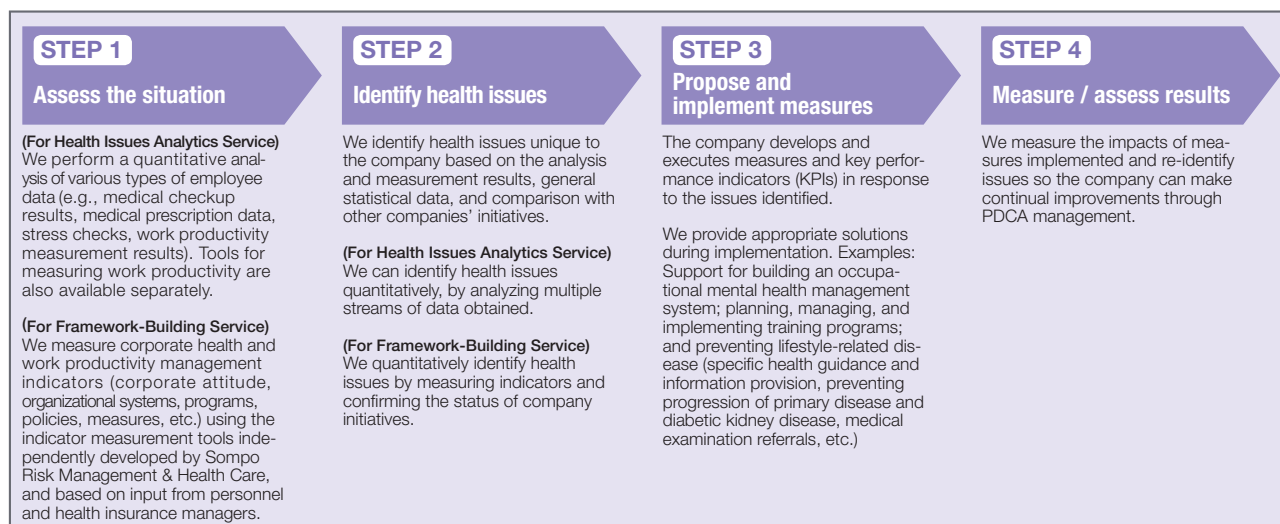 STEP 1
Assess the situation
(For Health Issues Analytics Service)
We perform a quantitative anal-
ysis of various types of employee
data (e.g., medical checkup
results, medical prescription data,
stress checks, work productivity
measurement results). Tools for
measuring work productivity are
also available separately.
(For Framework-Building Service)
We measure corporate health and
work productivity management
indicators (corporate attitude,
organizational systems, programs,
policies, measures, etc.) using the
indicator measurement tools inde-
pendently developed by Sompo
Risk Management & Health Care,
and based on input from personnel
and health insurance managers.
STEP 2
Identify health issues
We identify health issues unique to
the company based on the analysis
and measurement results, general
statistical data, and comparison with
other companies' initiatives.
(For Health Issues Analytics Service)
We can identify health issues
quantitatively, by analyzing multiple
streams of data obtained.
(For Framework-Building Service)
We quantitatively identify health
issues by measuring indicators and
confirming the status of company
initiatives.
STEP 3
Propose and
implement measures
The company develops and
executes measures and key perfor-
mance indicators (KPIs) in response
to the issues identified.
We provide appropriate solutions
during implementation. Examples:
Support for building an occupa-
tional mental health management
system; planning, managing, and
implementing training programs;
and preventing lifestyle-related dis-
ease (specific health guidance and
information provision, preventing
progression of primary disease and
diabetic kidney disease, medical
examination referrals, etc.)
STEP 4
Measure / assess results
We measure the impacts of mea-
sures implemented and re-identify
issues so the company can make
continual improvements through
PDCA management.